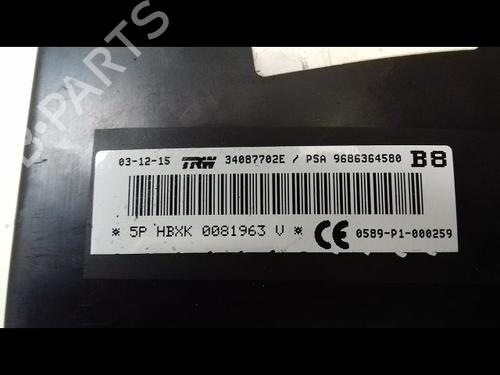 03-12-15 TRW 34087702E / PSA 9686364580 B8
* 5P HBXK 0081963 V * CE 0589-P1-000259
B-PARTS